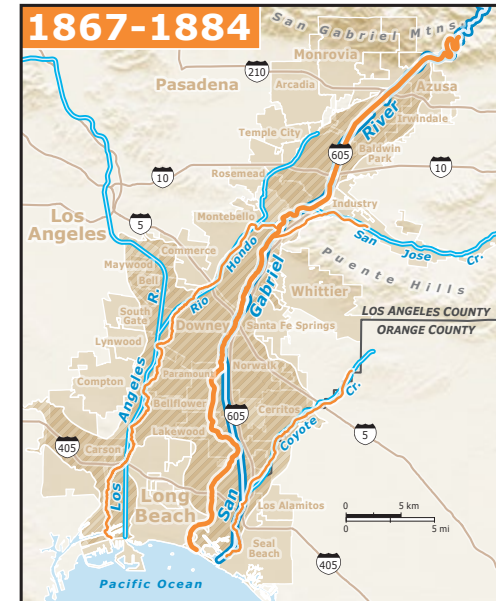 1867-1884
San Gabriel Mtns.
Monrovia
210
Pasadena
Arcadia
Azusa
Irwindale
Temple City
River
Baldwin
Park
605
10
Rosemead
10
Los
Angeles
5
Montebello
Industry
San Jose Cr.
Commerce
Hondo
Maywood
Bell
Puente Hills
R.
Rio
Gabriel
Whittier
South
Gate
LOS ANGELES COUNTY
ORANGE COUNTY
Downey
Santa Fe Springs
Lynwood
Norwalk
Paramount
Compton
Angeles
Bellflower
605
Cerritos
Coyote Cr.
Lakewood
5
405
Carson
Los
Long
Beach
San
Los Alamitos
0 5 km
0 5 mi
Seal
Beach
405
Pacific Ocean